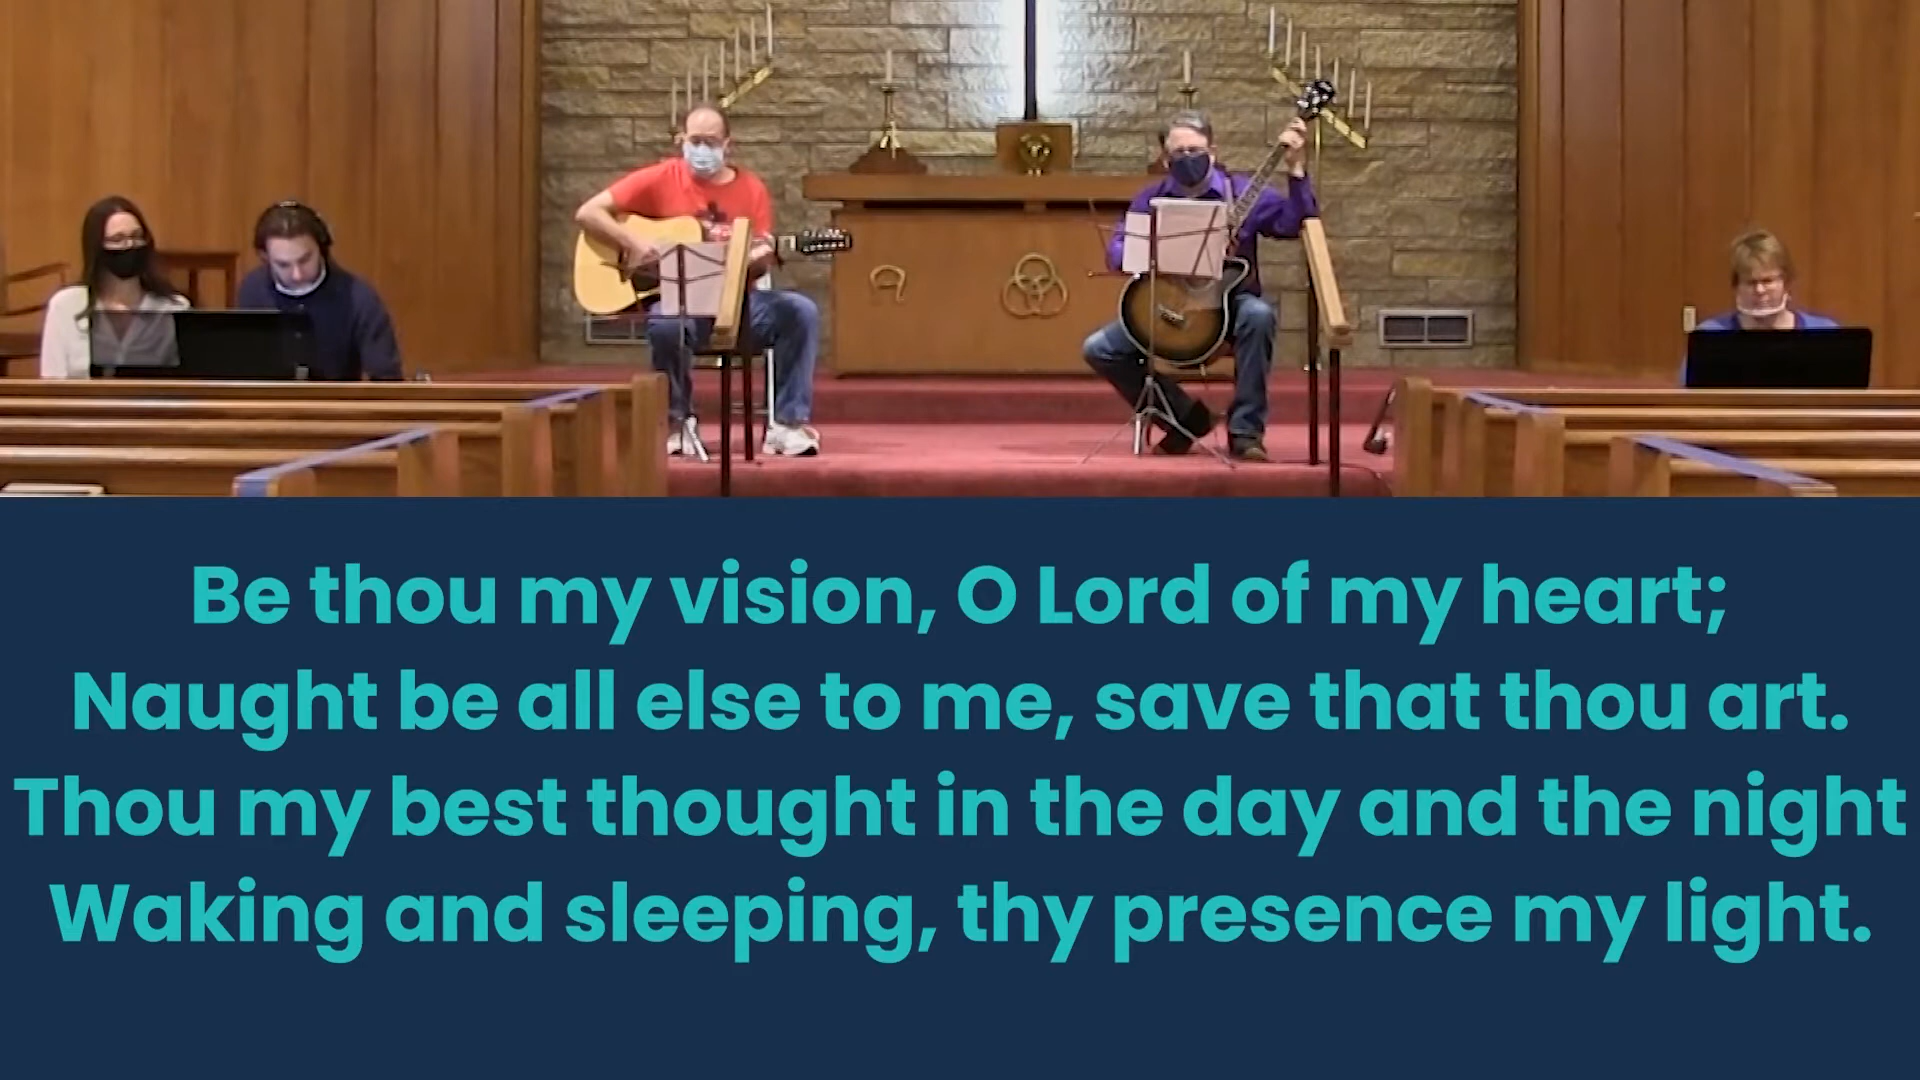 Be thou my vision, O Lord of my heart;
Naught be all else to me, save that thou art.
Thou my best thought in the day and the night
Waking and sleeping, thy presence my light.